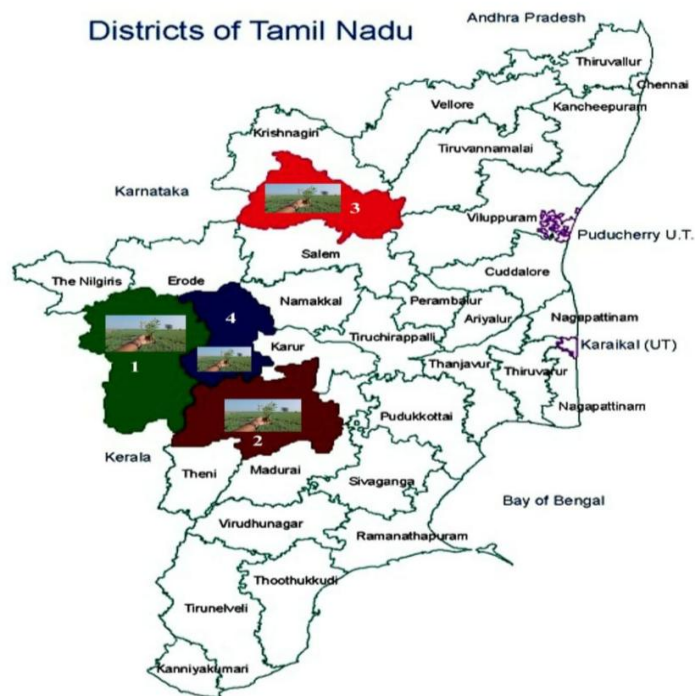 Districts of Tamil Nadu
Andhra Pradesh
Thiruvallur
Chennai
Vellore
Kancheepuram
Krishnagiri
Tiruvannamalai
Karnataka
3
Viluppuram
Puducherry U.T.
Salem
Cuddalore
The Nilgiris
Erode
Namakkal
Perambalur
4
Ariyalur
Nagapattinam
Tiruchirappalli
Karur
Karaikal (UT)
1
Thanjavur
Thiruvarur
Nagapattinam
Pudukkottai
2
Kerala
Theni
Madurai
Sivaganga
Bay of Bengal
Virudhunagar
Ramanathapuram
Thoothukkudi
Tirunelveli
Kanniyakumari